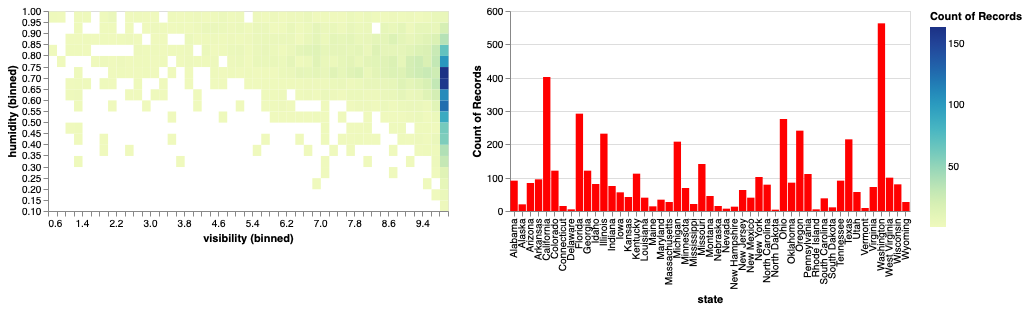 1.00
0.95
0.90
0.85
0.80
0.75
0.70
0.65
0.60
0.55
0.50
0.45
0.40
0.35
0.30
0.25
0.20
0.15
0.10
humidity (binned)
0.6 1.4 2.2 3.0 3.8 4.6 5.4 6.2 7.0 7.8 8.6 9.4
visibility (binned)
600
500
400
300
200
100
0
Count of Records
Alabama
Alaska
Arizona
Arkansas
California
Colorado
Connecticut
Delaware
Florida
Georgia
Idaho
Illinois
Indiana
Iowa
Kansas
Kentucky
Louisiana
Maine
Maryland
Massachusetts
Michigan
Minnesota
Mississippi
Missouri
Montana
Nebraska
Nevada
New Hampshire
New Jersey
New Mexico
New York
North Carolina
North Dakota
Ohio
Oklahoma
Oregon
Pennsylvania
Rhode Island
South Carolina
South Dakota
Tennessee
Texas
Utah
Vermont
Virginia
Washington
West Virginia
Wisconsin
Wyoming
state
Count of Records
150
100
50